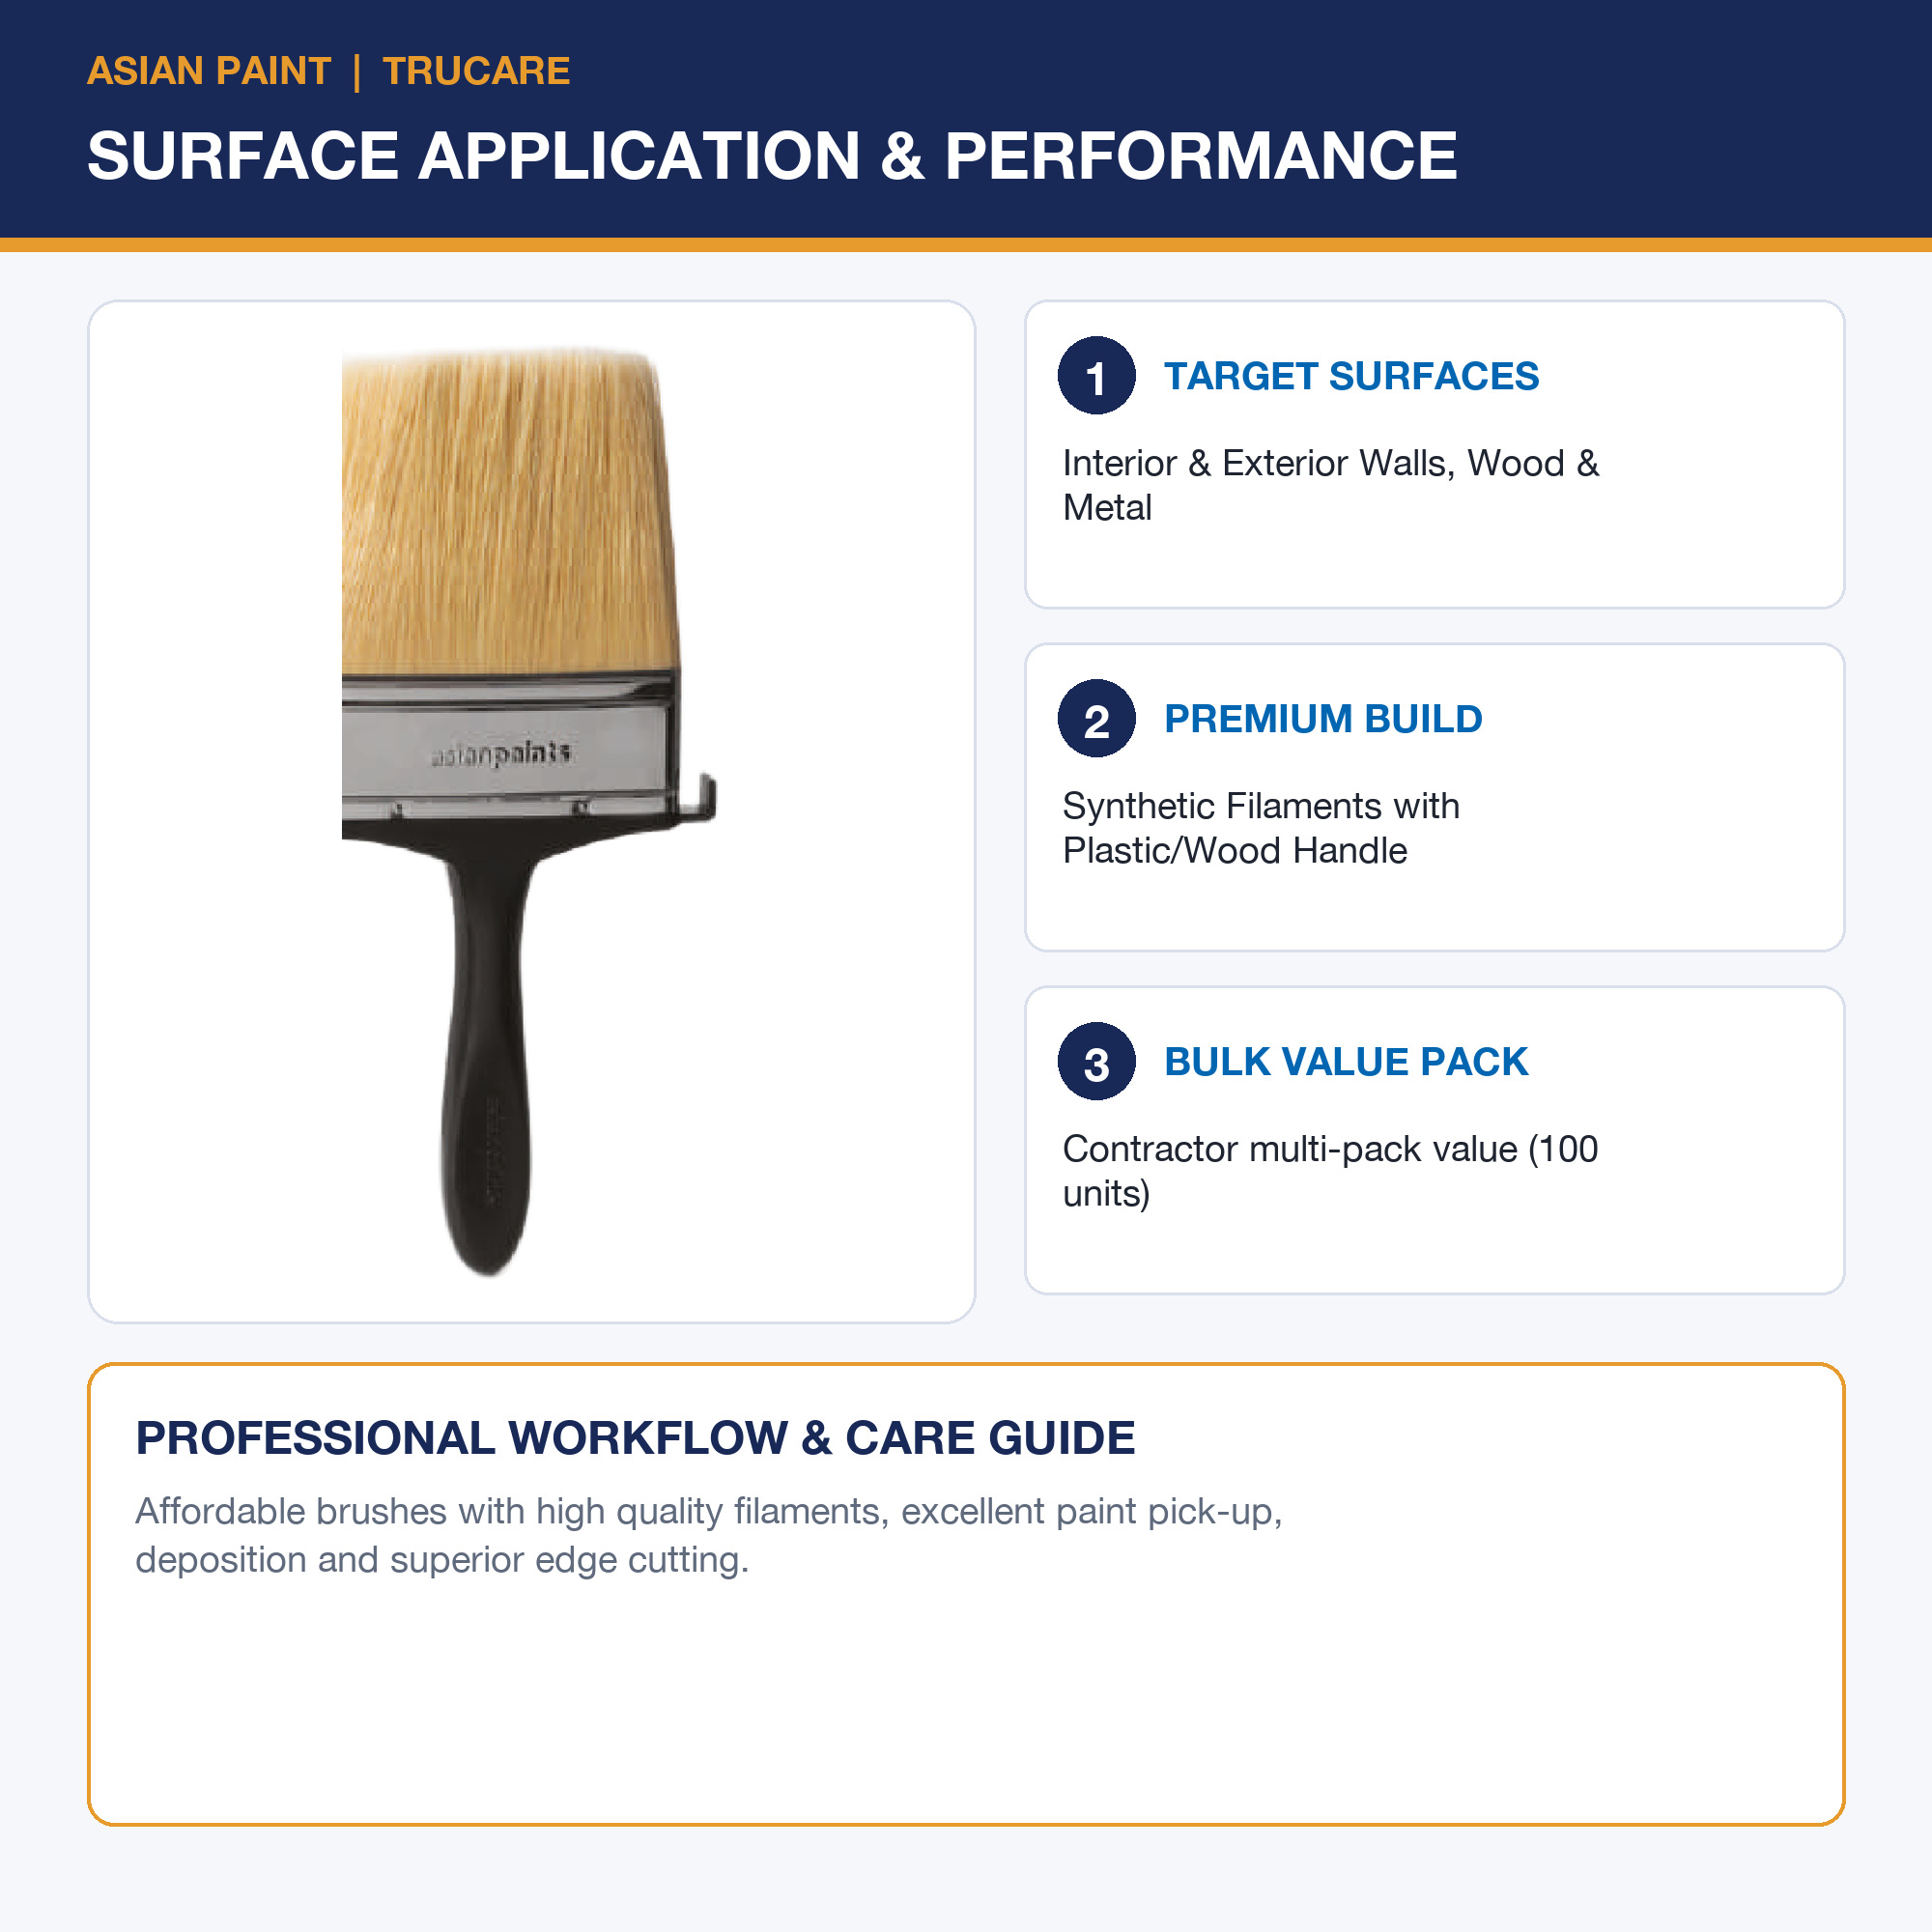 ASIAN PAINT | TRUCARE
SURFACE APPLICATION & PERFORMANCE
asianpaints
1 TARGET SURFACES
Interior & Exterior Walls, Wood &
Metal
2 PREMIUM BUILD
Synthetic Filaments with
Plastic/Wood Handle
3 BULK VALUE PACK
Contractor multi-pack value (100
units)
PROFESSIONAL WORKFLOW & CARE GUIDE
Affordable brushes with high quality filaments, excellent paint pick-up,
deposition and superior edge cutting.